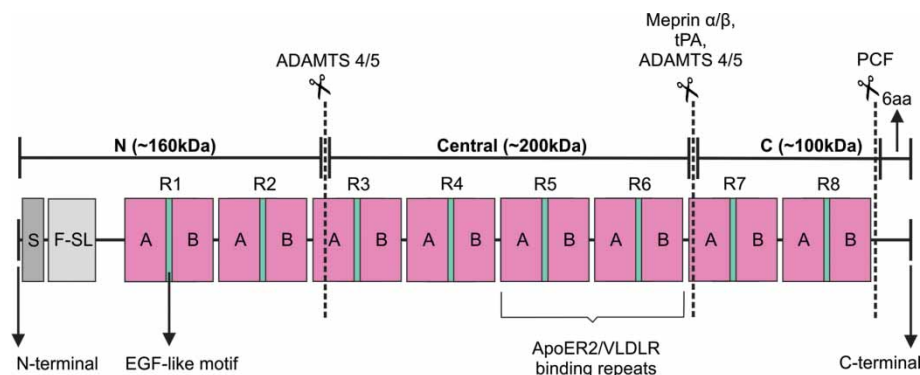 Meprin α/β,
tPA,
ADAMTS 4/5
ADAMTS 4/5
PCF
6aa
N (~160kDa)
Central (~200kDa)
C (~100kDa)
R1 R2 R3 R4 R5 R6 R7 R8
S F-SL A B A B A B A B A B A B A B A B
N-terminal
EGF-like motif
ApoER2/VLDLR
binding repeats
C-terminal